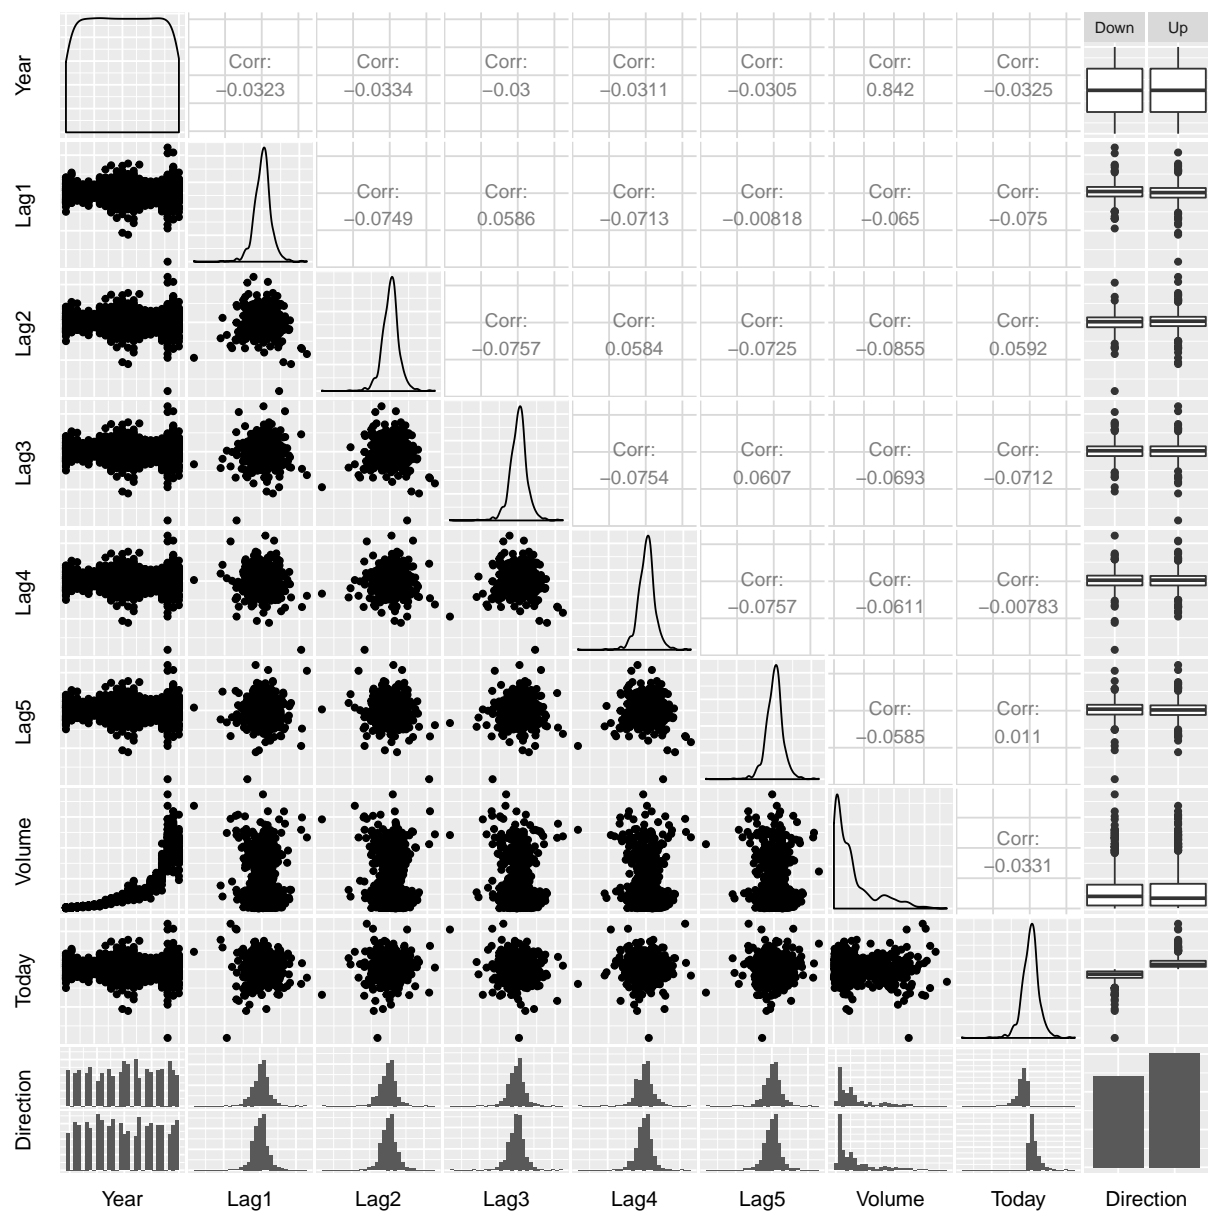 Down
Up
Year
Corr:
−0.0323
Corr:
−0.0334
Corr:
−0.03
Corr:
−0.0311
Corr:
−0.0305
Corr:
0.842
Corr:
−0.0325
Lag1
Corr:
−0.0749
Corr:
0.0586
Corr:
−0.0713
Corr:
−0.00818
Corr:
−0.065
Corr:
−0.075
Lag2
Corr:
−0.0757
Corr:
0.0584
Corr:
−0.0725
Corr:
−0.0855
Corr:
0.0592
Lag3
Corr:
−0.0754
Corr:
0.0607
Corr:
−0.0693
Corr:
−0.0712
Lag4
Corr:
−0.0757
Corr:
−0.0611
Corr:
−0.00783
Lag5
Corr:
−0.0585
Corr:
0.011
Volume
Corr:
−0.0331
Today
Direction
Year
Lag1
Lag2
Lag3
Lag4
Lag5
Volume
Today
Direction